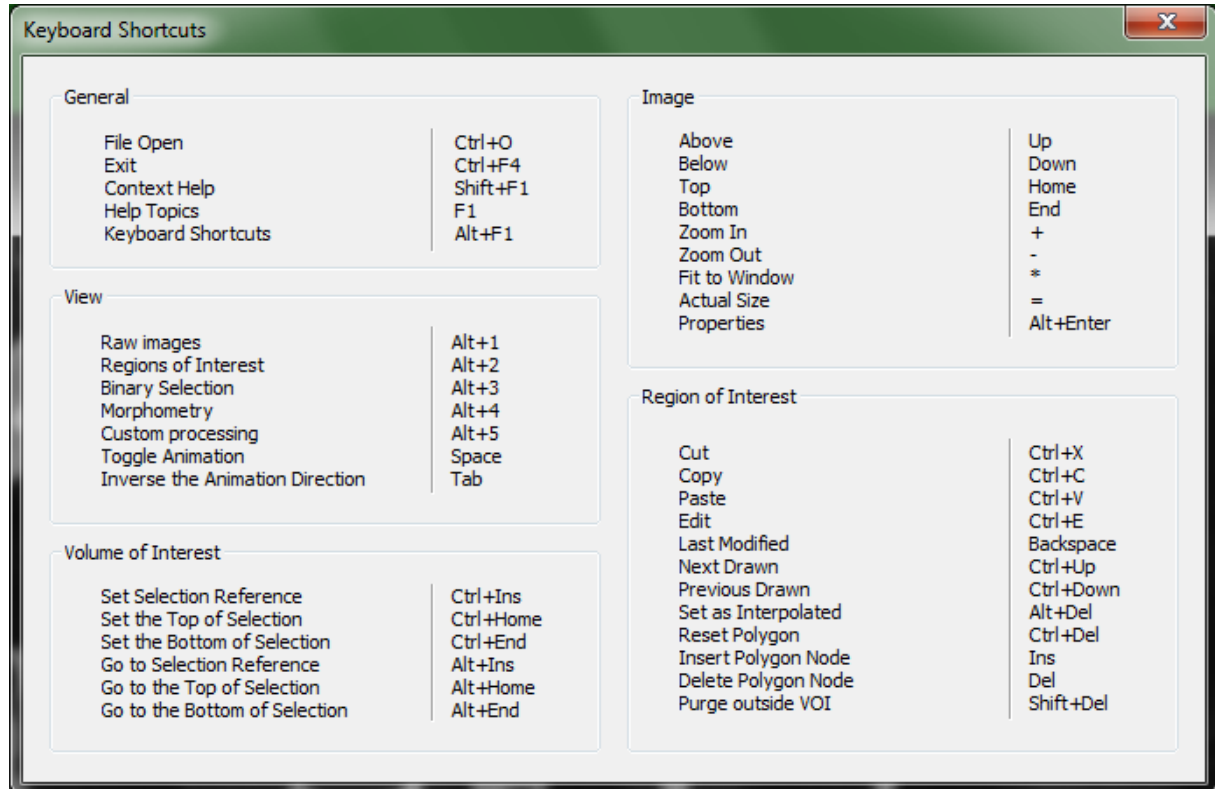 Keyboard Shortcuts
General
File Open Ctrl+O
Exit Ctrl+F4
Context Help Shift+F1
Help Topics F1
Keyboard Shortcuts Alt+F1
View
Raw images Alt+1
Regions of Interest Alt+2
Binary Selection Alt+3
Morphometry Alt+4
Custom processing Alt+5
Toggle Animation Space
Inverse the Animation Direction Tab
Volume of Interest
Set Selection Reference Ctrl+Ins
Set the Top of Selection Ctrl+Home
Set the Bottom of Selection Ctrl+End
Go to Selection Reference Alt+Ins
Go to the Top of Selection Alt+Home
Go to the Bottom of Selection Alt+End
Image
Above Up
Below Down
Top Home
Bottom End
Zoom In +
Zoom Out -
Fit to Window *
Actual Size =
Properties Alt+Enter
Region of Interest
Cut Ctrl+X
Copy Ctrl+C
Paste Ctrl+V
Edit Ctrl+E
Last Modified Backspace
Next Drawn Ctrl+Up
Previous Drawn Ctrl+Down
Set as Interpolated Alt+Del
Reset Polygon Ctrl+Del
Insert Polygon Node Ins
Delete Polygon Node Del
Purge outside VOI Shift+Del